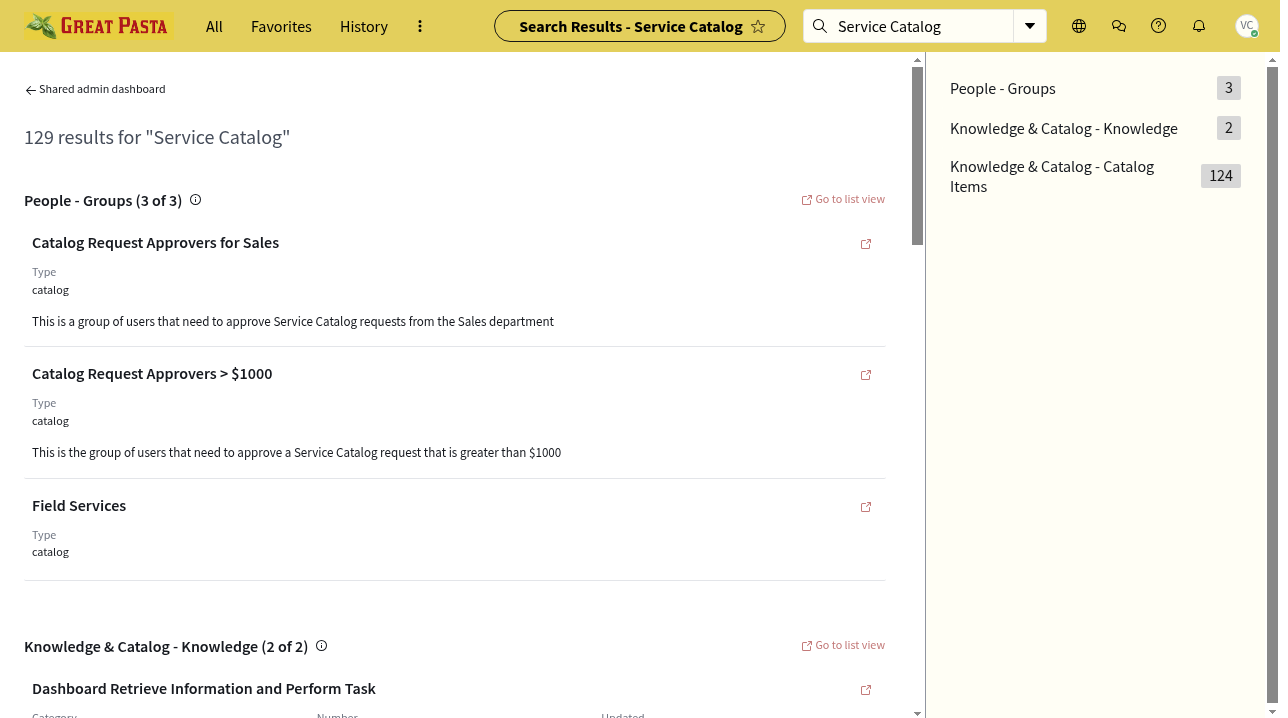 GREAT PASTA
All
Favorites
History
Search Results - Service Catalog
Service Catalog
VC
Shared admin dashboard
129 results for "Service Catalog"
People - Groups (3 of 3)
Go to list view
Catalog Request Approvers for Sales
Type
catalog
This is a group of users that need to approve Service Catalog requests from the Sales department
Catalog Request Approvers > $1000
Type
catalog
This is the group of users that need to approve a Service Catalog request that is greater than $1000
Field Services
Type
catalog
Knowledge & Catalog - Knowledge (2 of 2)
Go to list view
Dashboard Retrieve Information and Perform Task
Category
Number
Updated
People - Groups
3
Knowledge & Catalog - Knowledge
2
Knowledge & Catalog - Catalog
Items
124